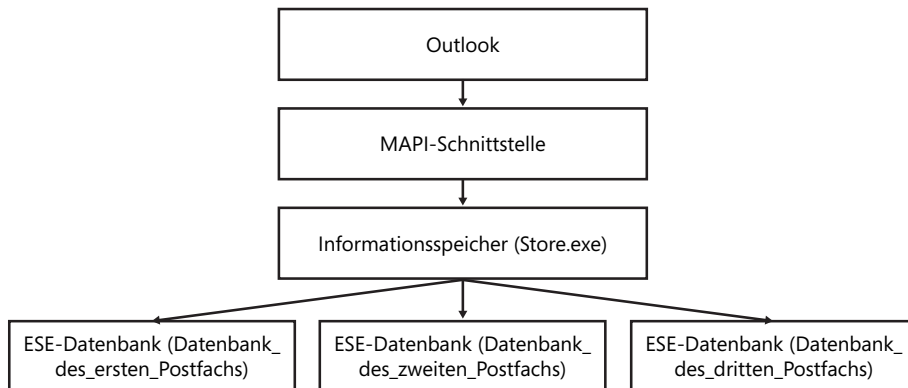 Outlook
MAPI-Schnittstelle
Informationsspeicher (Store.exe)
ESE-Datenbank (Datenbank_
des_ersten_Postfachs)
ESE-Datenbank (Datenbank_
des_zweiten_Postfachs)
ESE-Datenbank (Datenbank_
des_dritten_Postfachs)